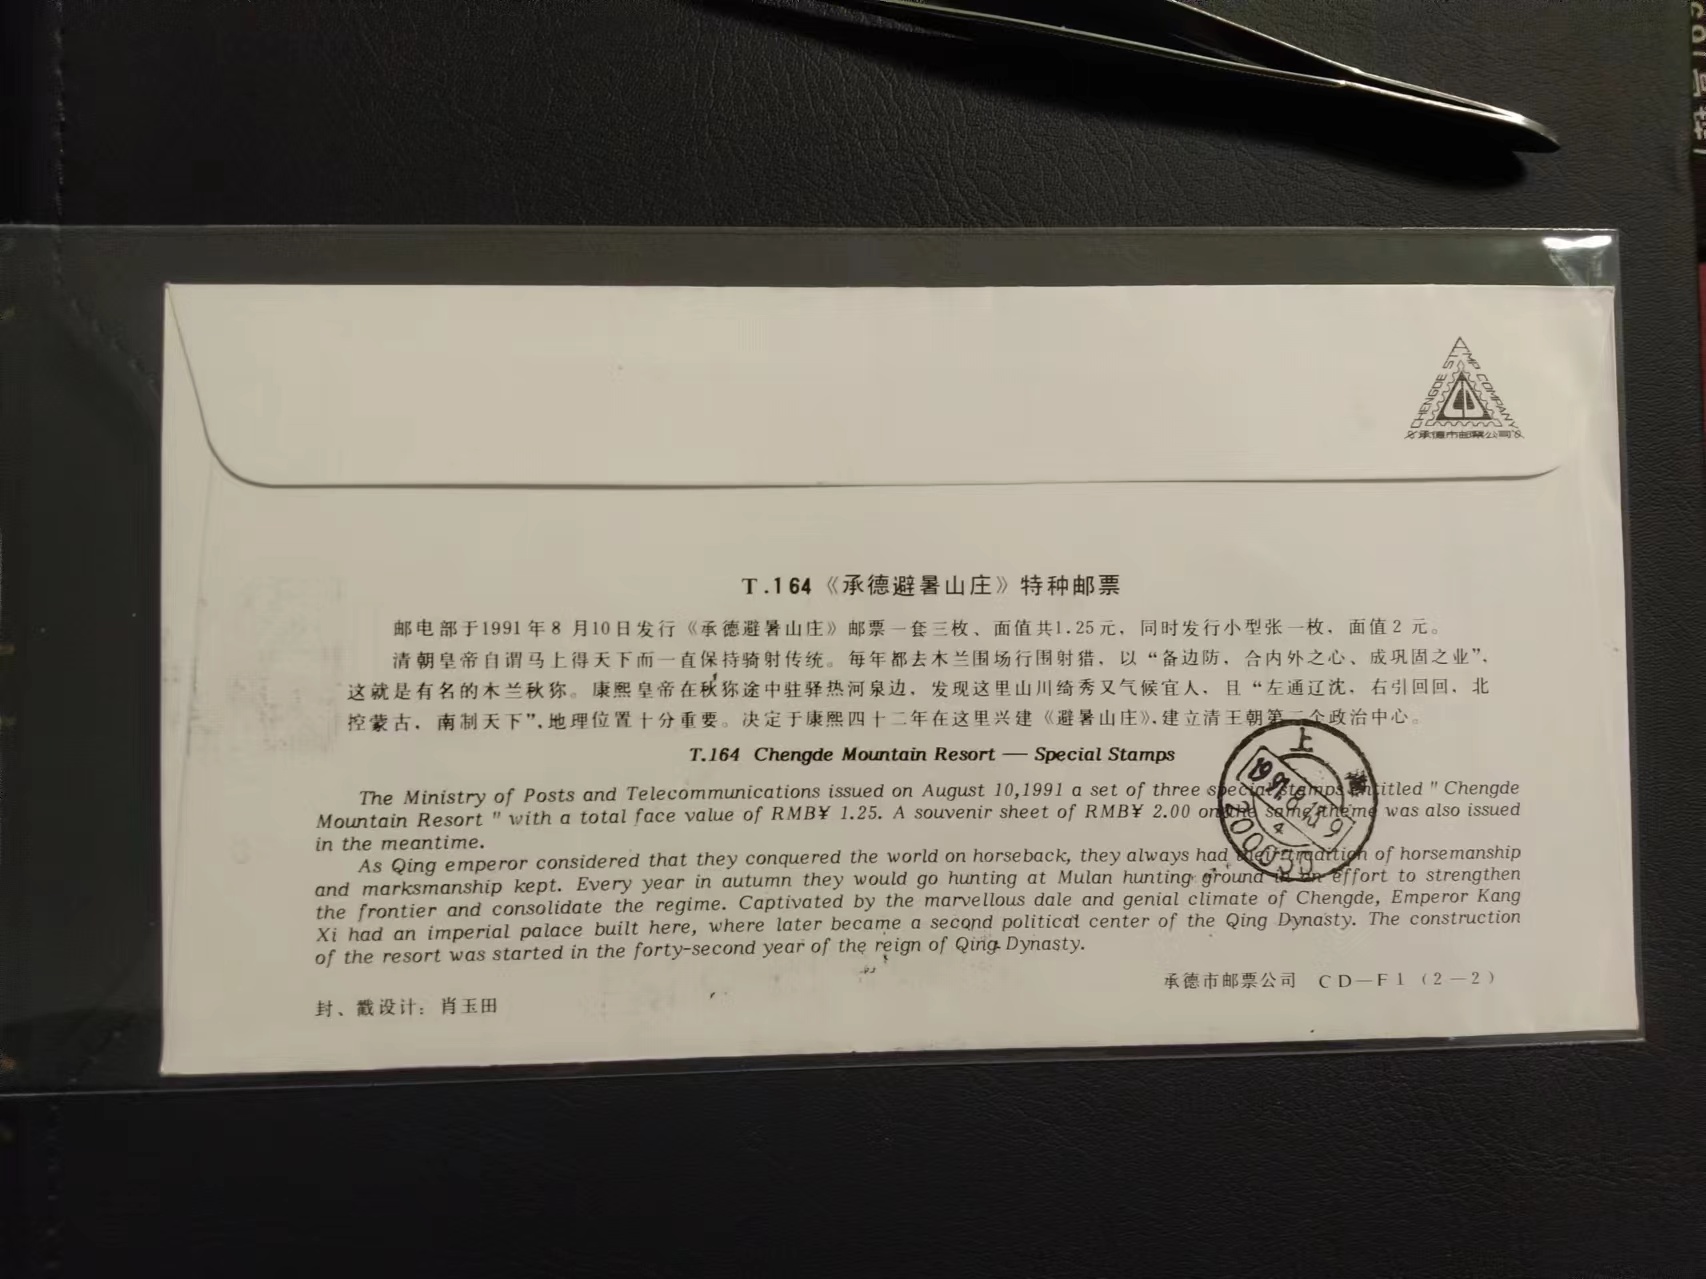 CHENGDE STAMP COMPANY
承德市邮票公司
T.164《承德避暑山庄》特种邮票
邮电部于1991年8月10日发行《承德避暑山庄》邮票一套三枚、面值共1.25元，同时发行小型张一枚，面值2元。
清朝皇帝自谓马上得天下而一直保持骑射传统。每年都去木兰围场行围射猎，以“备边防，合内外之心、成巩固之业”，
这就是有名的木兰秋狝。康熙皇帝在秋狝途中驻驿热河泉边，发现这里山川绮秀又气候宜人，且“左通辽沈，右引回回，北
控蒙古，南制天下”，地理位置十分重要。决定于康熙四十二年在这里兴建《避暑山庄》，建立清王朝第二个政治中心。
T.164 Chengde Mountain Resort — Special Stamps
The Ministry of Posts and Telecommunications issued on August 10,1991 a set of three special stamps entitled " Chengde
Mountain Resort " with a total face value of RMB¥ 1.25. A souvenir sheet of RMB¥ 2.00 on the same theme was also issued
in the meantime.
As Qing emperor considered that they conquered the world on horseback, they always had their tradition of horsemanship
and marksmanship kept. Every year in autumn they would go hunting at Mulan hunting ground in an effort to strengthen
the frontier and consolidate the regime. Captivated by the marvellous dale and genial climate of Chengde, Emperor Kang
Xi had an imperial palace built here, where later became a second political center of the Qing Dynasty. The construction
of the resort was started in the forty-second year of the reign of Qing Dynasty.
承德市邮票公司 CD—F1（2—2）
封、戳设计：肖玉田
上
200002